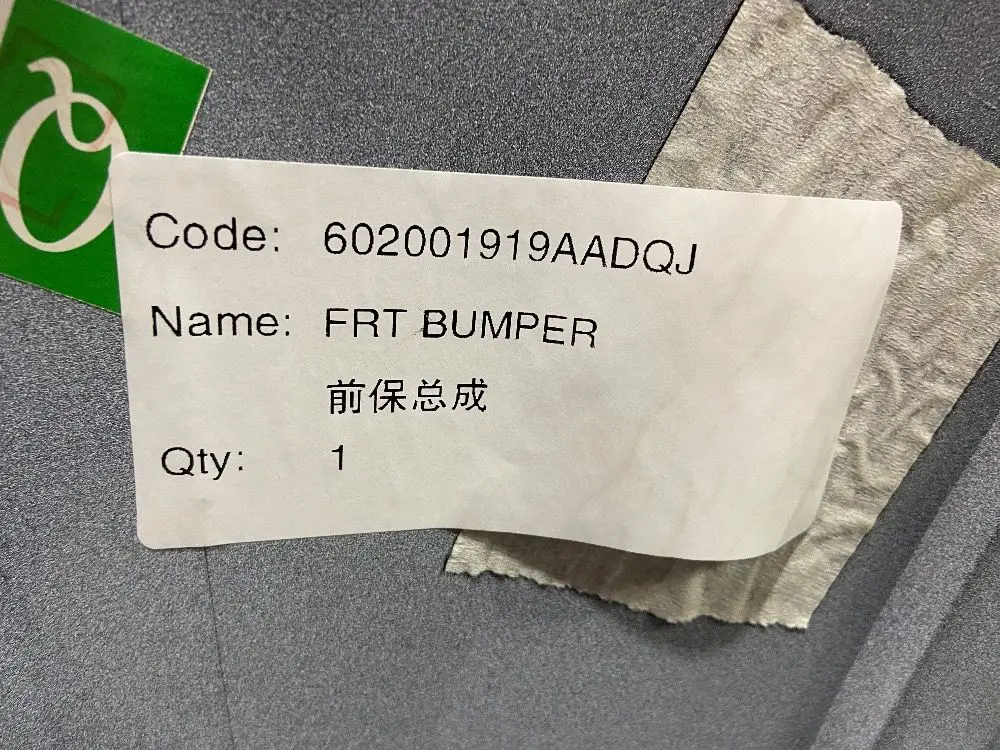 Code: 602001919AADQJ
Name: FRT BUMPER
前保总成
Qty: 1